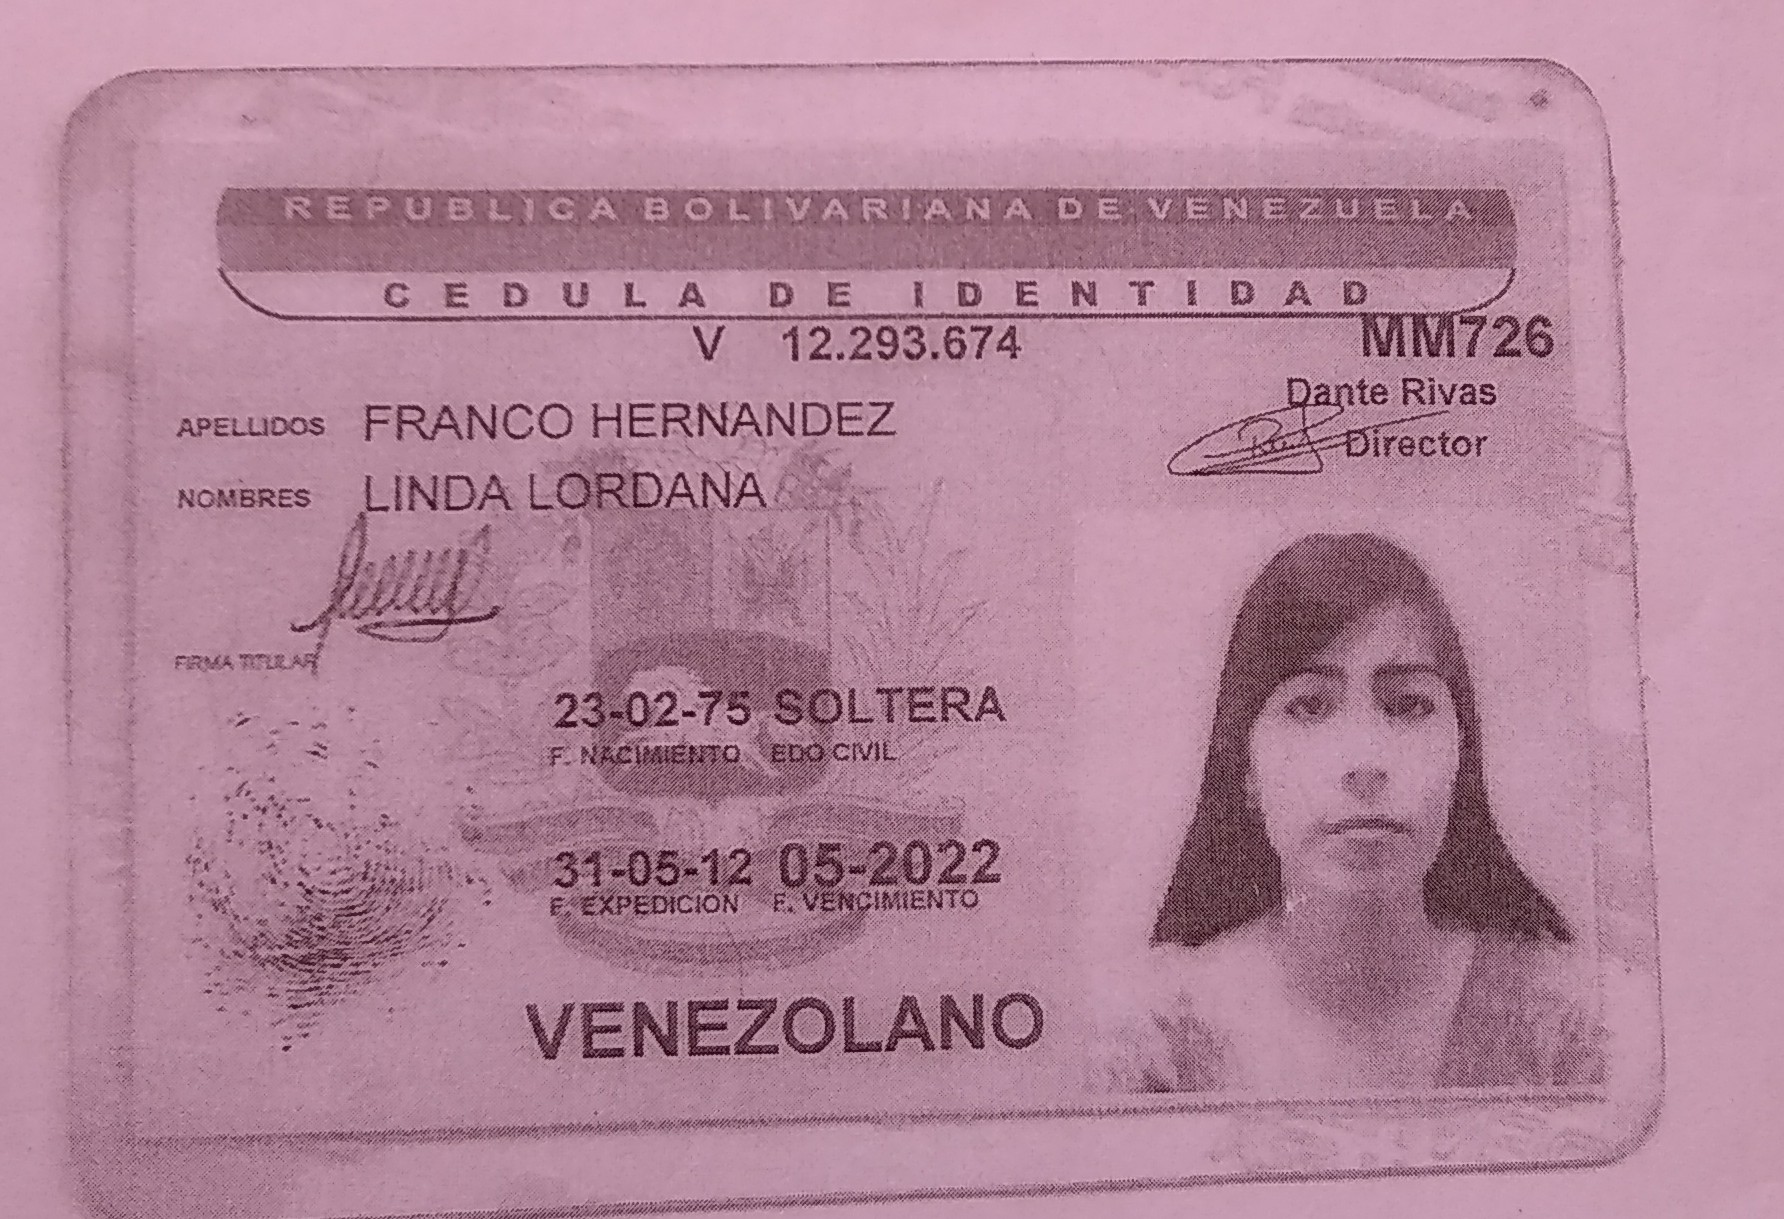 REPUBLICA BOLIVARIANA DE VENEZUELA
CEDULA DE IDENTIDAD
V 12.293.674 MM726
Dante Rivas
Director
APELLIDOS FRANCO HERNANDEZ
NOMBRES LINDA LORDANA
FIRMA TITULAR
23-02-75 SOLTERA
F. NACIMIENTO EDO CIVIL
31-05-12 05-2022
F. EXPEDICION F. VENCIMIENTO
VENEZOLANO